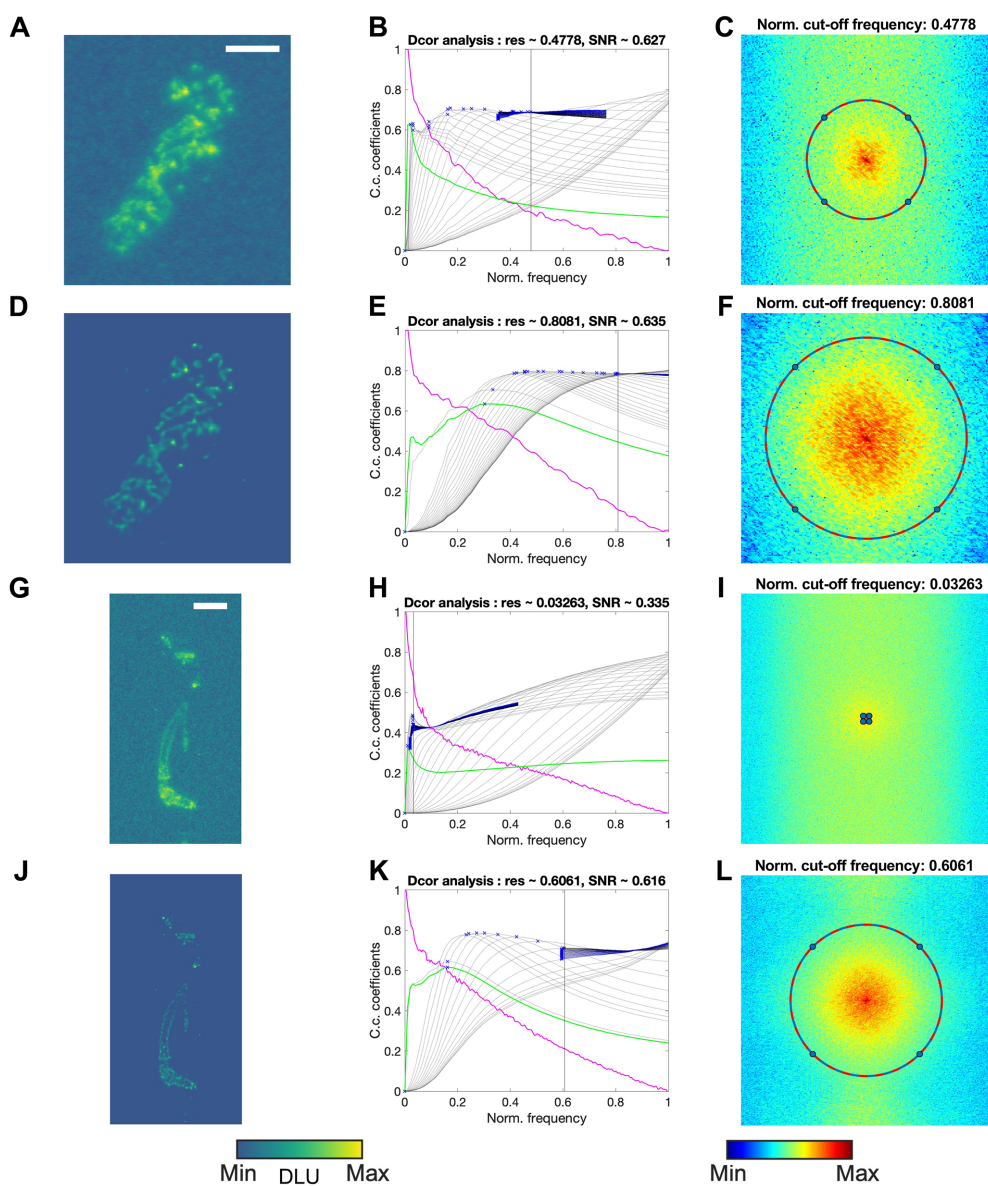 A
B
Dcor analysis : res ~ 0.4778, SNR ~ 0.627
1
0.8
0.6
0.4
0.2
0
C.c. coefficients
0 0.2 0.4 0.6 0.8 1
Norm. frequency
C
Norm. cut-off frequency: 0.4778
D
E
Dcor analysis : res ~ 0.8081, SNR ~ 0.635
1
0.8
0.6
0.4
0.2
0
C.c. coefficients
0 0.2 0.4 0.6 0.8 1
Norm. frequency
F
Norm. cut-off frequency: 0.8081
G
H
Dcor analysis : res ~ 0.03263, SNR ~ 0.335
1
0.8
0.6
0.4
0.2
0
C.c. coefficients
0 0.2 0.4 0.6 0.8 1
Norm. frequency
I
Norm. cut-off frequency: 0.03263
J
K
Dcor analysis : res ~ 0.6061, SNR ~ 0.616
1
0.8
0.6
0.4
0.2
0
C.c. coefficients
0 0.2 0.4 0.6 0.8 1
Norm. frequency
L
Norm. cut-off frequency: 0.6061
Min DLU Max
Min Max